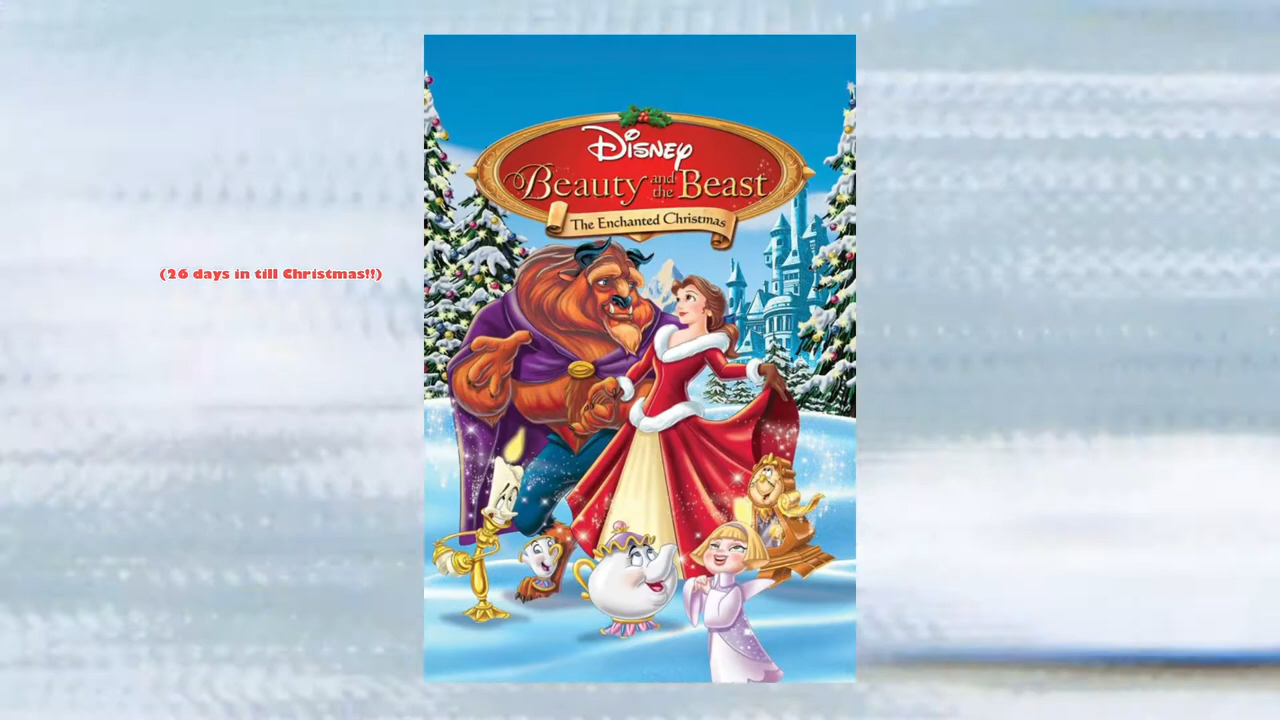 Disney
Beauty and the Beast
The Enchanted Christmas
(26 days in till Christmas!!)